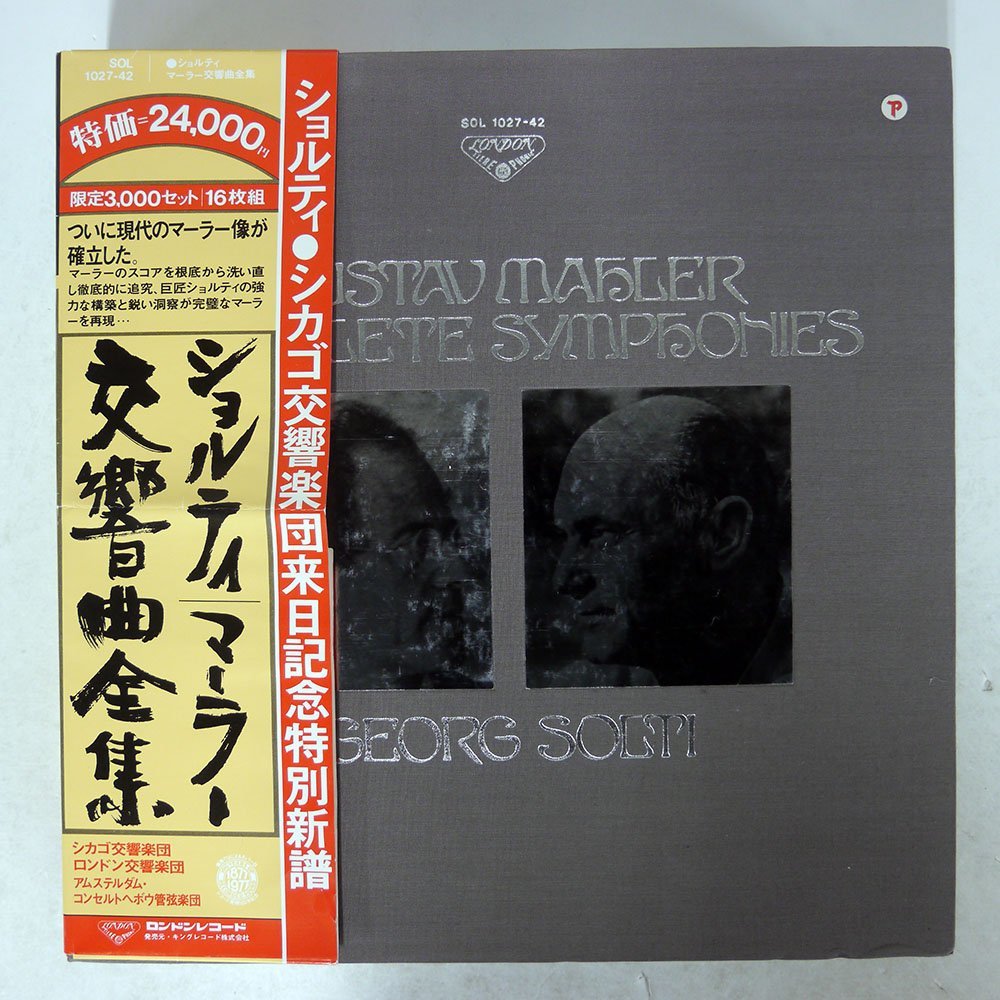 SOL
1027-42
●ショルティ
マーラー交響曲全集
特価=24,000円
限定3,000セット|16枚組
ついに現代のマーラー像が
確立した。
マーラーのスコアを根底から洗い直
し徹底的に追究、巨匠ショルティの強
力な構築と鋭い洞察が完璧なマーラ
ーを再現…
ショルティ マーラー
交響曲全集
シカゴ交響楽団
ロンドン交響楽団
アムステルダム・
コンセルトヘボウ管弦楽団
1877
1977
LONDON
ロンドンレコード
発売元・キングレコード株式会社
ショルティ●シカゴ交響楽団来日記念特別新譜
SOL 1027-42
LONDON
USTAV MAHLER
LETE SYMPHONIES
GEORG SOLTI